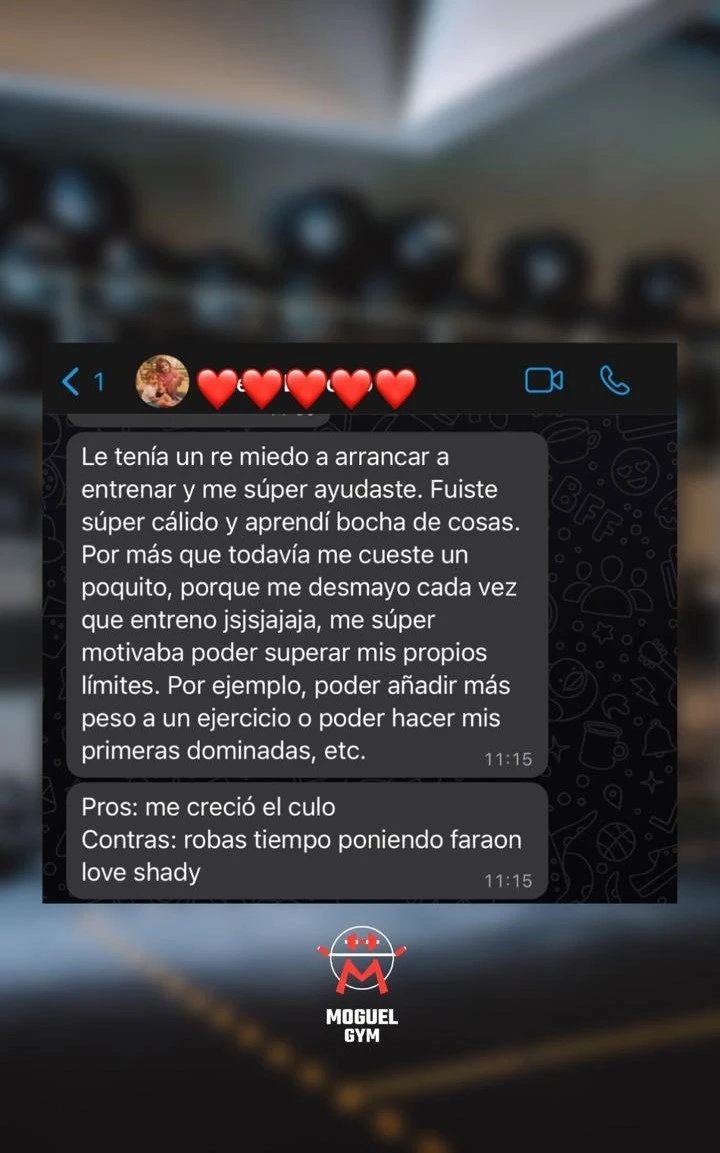 1
Le tenía un re miedo a arrancar a
entrenar y me súper ayudaste. Fuiste
súper cálido y aprendí bocha de cosas.
Por más que todavía me cueste un
poquito, porque me desmayo cada vez
que entreno jsjsjajaja, me súper
motivaba poder superar mis propios
límites. Por ejemplo, poder añadir más
peso a un ejercicio o poder hacer mis
primeras dominadas, etc.
11:15
Pros: me creció el culo
Contras: robas tiempo poniendo faraon
love shady
11:15
BFF
MOGUEL
GYM